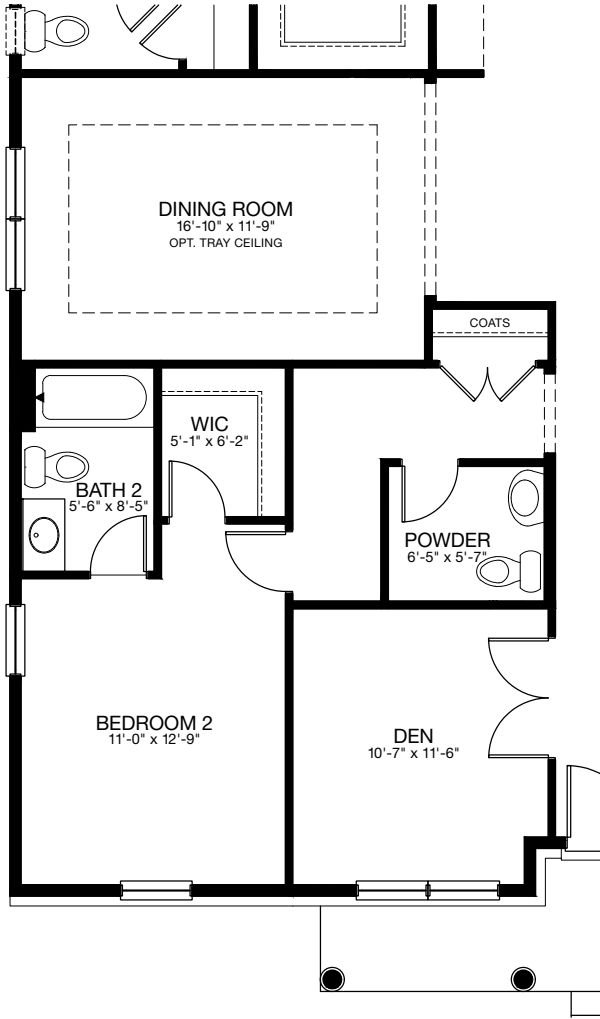 DINING ROOM
16'-10" x 11'-9"
OPT. TRAY CEILING
COATS
WIC
5'-1" x 6'-2"
BATH 2
5'-6" x 8'-5"
POWDER
6'-5" x 5'-7"
BEDROOM 2
11'-0" x 12'-9"
DEN
10'-7" x 11'-6"